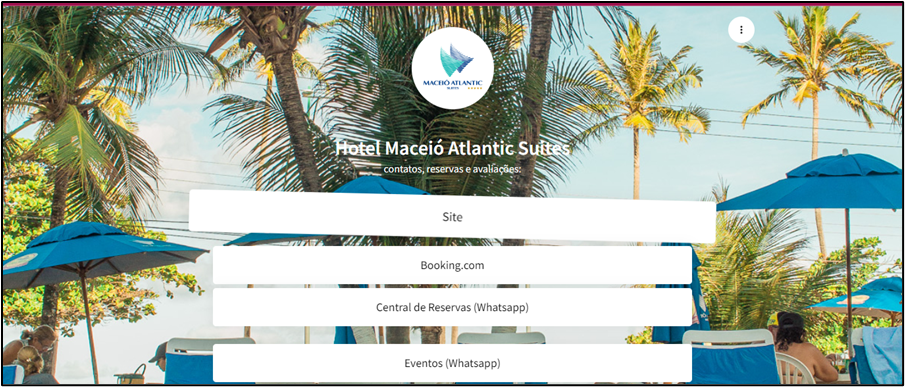 MACEIÓ ATLANTIC
SUITES
Hotel Maceió Atlantic Suites
contatos, reservas e avaliações:
Site
Booking.com
Central de Reservas (Whatsapp)
Eventos (Whatsapp)